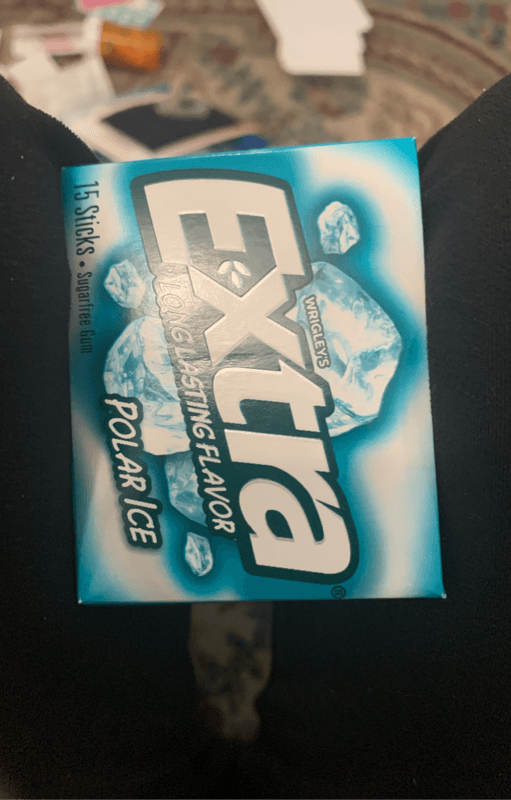 WRIGLEY'S
Extra®
LONG LASTING FLAVOR
POLAR ICE
15 Sticks • Sugarfree Gum